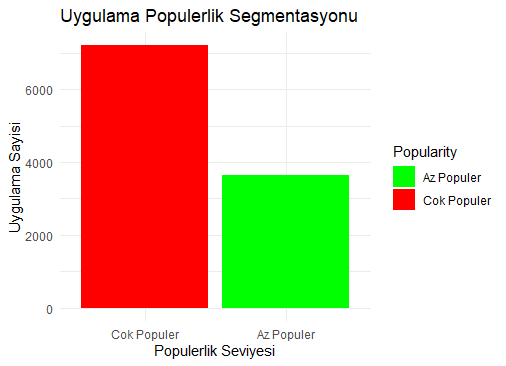 Uygulama Populerlik Segmentasyonu
Uygulama Sayisi
6000
4000
2000
0
Cok Populer
Az Populer
Populerlik Seviyesi
Popularity
Az Populer
Cok Populer